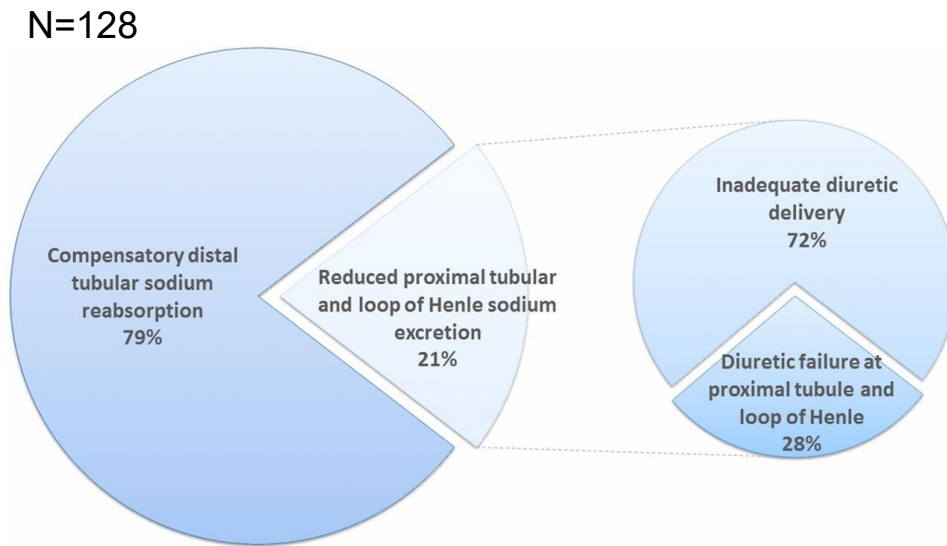 N=128
Compensatory distal
tubular sodium
reabsorption
79%
Reduced proximal tubular
and loop of Henle sodium
excretion
21%
Inadequate diuretic
delivery
72%
Diuretic failure at
proximal tubule and
loop of Henle
28%